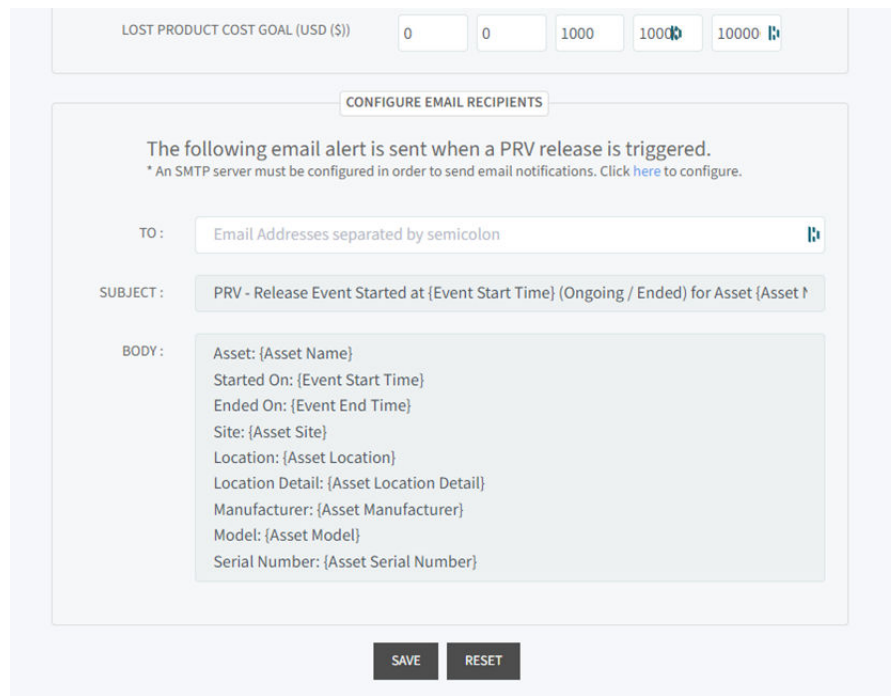 LOST PRODUCT COST GOAL (USD ($)) 0 0 1000 1000 10000
CONFIGURE EMAIL RECIPIENTS
The following email alert is sent when a PRV release is triggered.
* An SMTP server must be configured in order to send email notifications. Click here to configure.
TO : Email Addresses separated by semicolon
SUBJECT : PRV - Release Event Started at {Event Start Time} (Ongoing / Ended) for Asset {Asset
BODY : Asset: {Asset Name}
Started On: {Event Start Time}
Ended On: {Event End Time}
Site: {Asset Site}
Location: {Asset Location}
Location Detail: {Asset Location Detail}
Manufacturer: {Asset Manufacturer}
Model: {Asset Model}
Serial Number: {Asset Serial Number}
SAVE RESET